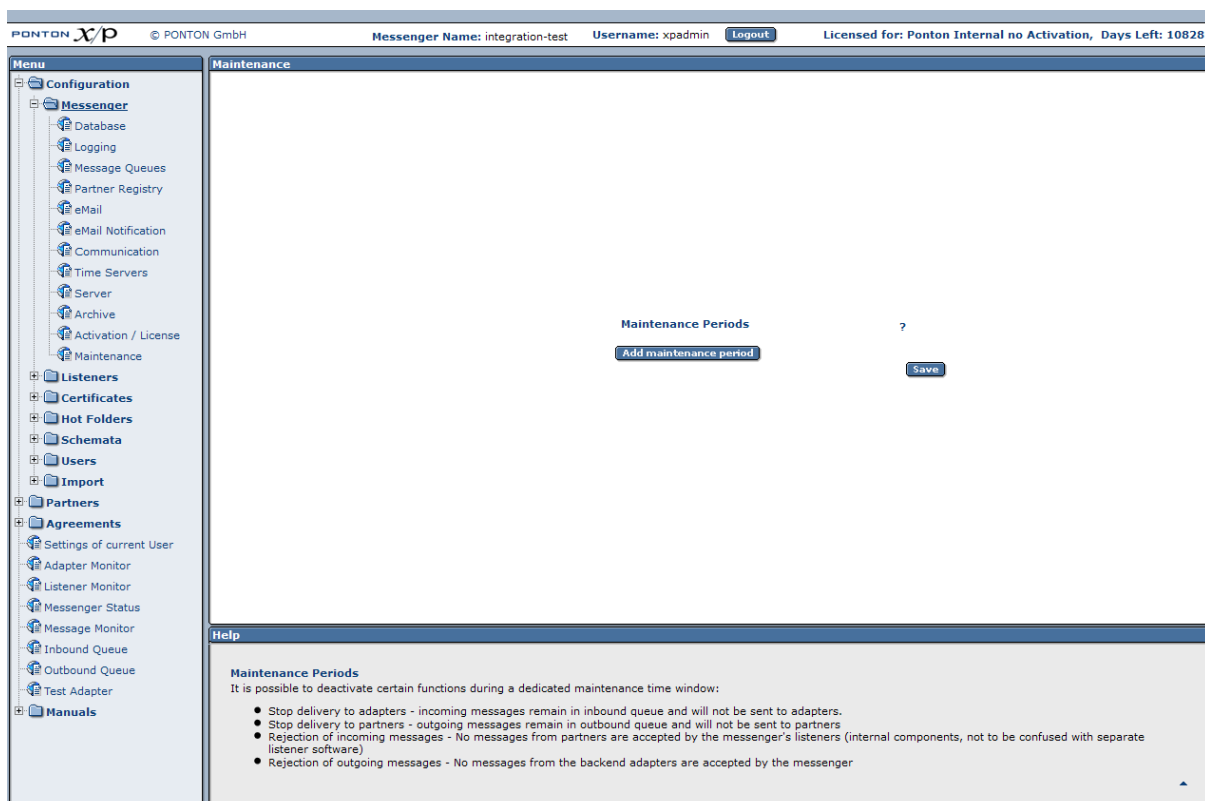 PONTON X/P © PONTON GmbH Messenger Name: integration-test Username: xpadmin Logout Licensed for: Ponton Internal no Activation, Days Left: 10828
Menu
Configuration
Messenger
Database
Logging
Message Queues
Partner Registry
eMail
eMail Notification
Communication
Time Servers
Server
Archive
Activation / License
Maintenance
Listeners
Certificates
Hot Folders
Schemata
Users
Import
Partners
Agreements
Settings of current User
Adapter Monitor
Listener Monitor
Messenger Status
Message Monitor
Inbound Queue
Outbound Queue
Test Adapter
Manuals
Maintenance
Maintenance Periods ?
Add maintenance period
Save
Help
Maintenance Periods
It is possible to deactivate certain functions during a dedicated maintenance time window:
Stop delivery to adapters - incoming messages remain in inbound queue and will not be sent to adapters.
Stop delivery to partners - outgoing messages remain in outbound queue and will not be sent to partners
Rejection of incoming messages - No messages from partners are accepted by the messenger's listeners (internal components, not to be confused with separate
listener software)
Rejection of outgoing messages - No messages from the backend adapters are accepted by the messenger